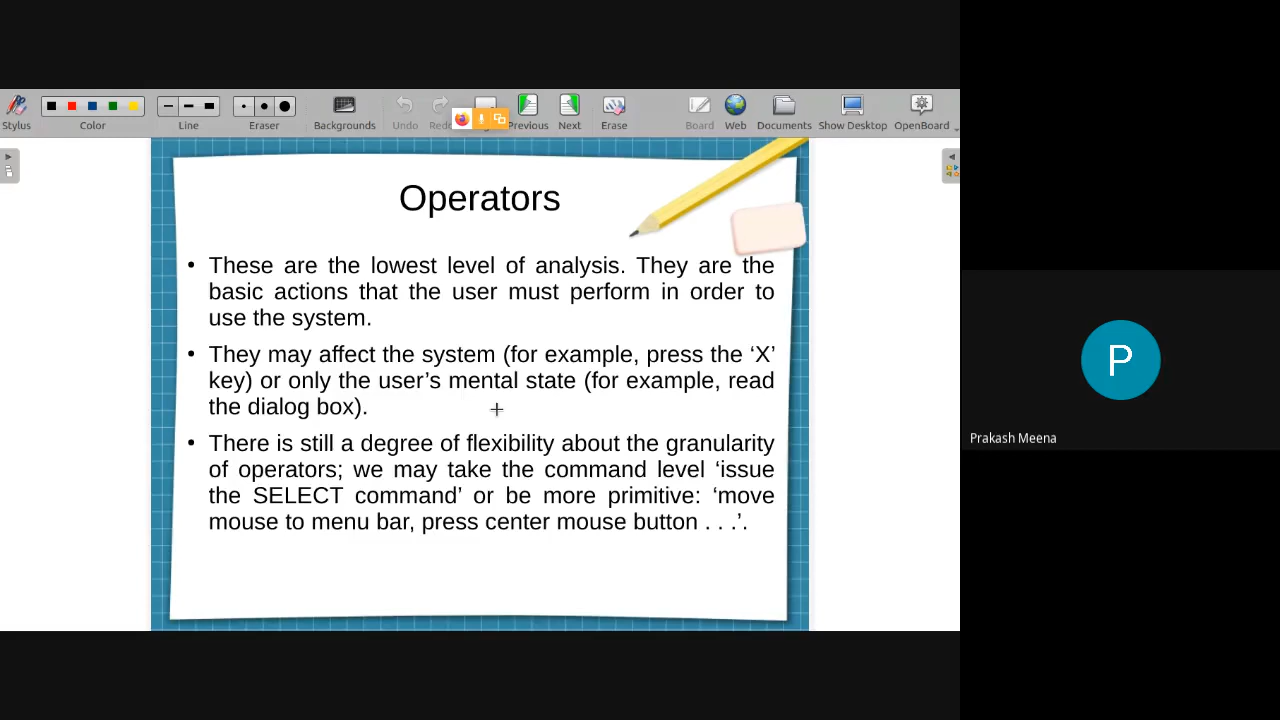 Stylus
Color
Line
Eraser
Backgrounds
Undo
Previous
Next
Erase
Board
Web
Documents
Show Desktop
OpenBoard
Operators
• These are the lowest level of analysis. They are the
basic actions that the user must perform in order to
use the system.
• They may affect the system (for example, press the ‘X’
key) or only the user’s mental state (for example, read
the dialog box).
• There is still a degree of flexibility about the granularity
of operators; we may take the command level ‘issue
the SELECT command’ or be more primitive: ‘move
mouse to menu bar, press center mouse button . . .’.
P
Prakash Meena